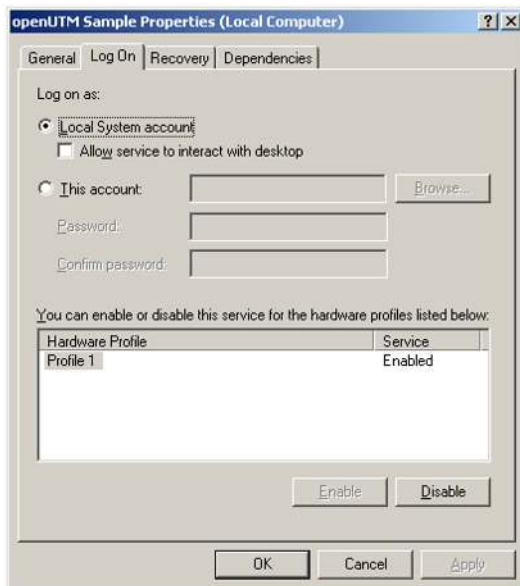 openUTM Sample Properties (Local Computer)
General Log On Recovery Dependencies
Log on as:
Local System account
Allow service to interact with desktop
This account:
Browse...
Password:
Confirm password:
You can enable or disable this service for the hardware profiles listed below:
Hardware Profile Service
Profile 1 Enabled
Enable Disable
OK Cancel Apply